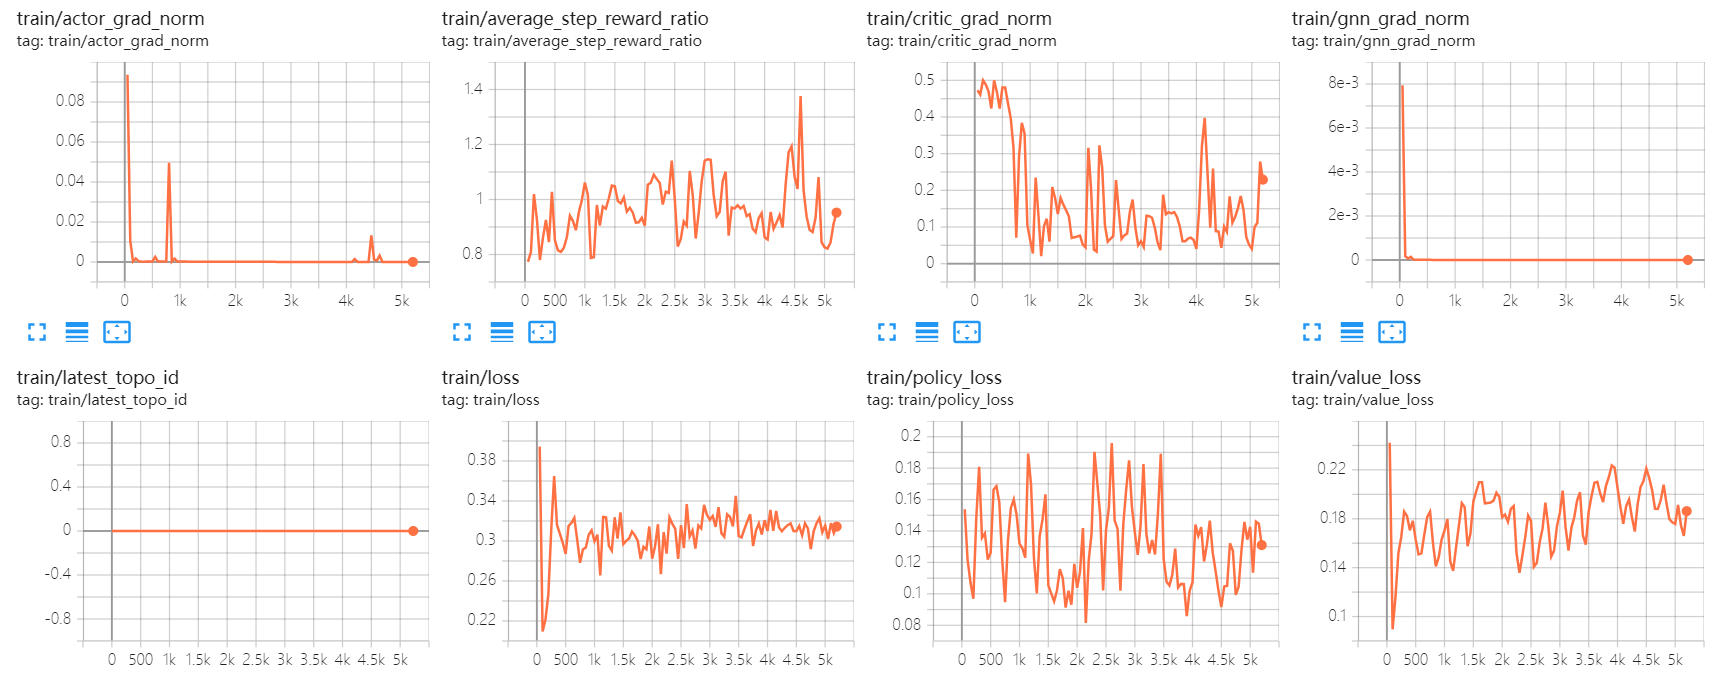 train/actor_grad_norm
tag: train/actor_grad_norm
0.08
0.06
0.04
0.02
0
0 1k 2k 3k 4k 5k
train/average_step_reward_ratio
tag: train/average_step_reward_ratio
1.4
1.2
1
0.8
0 500 1k 1.5k 2k 2.5k 3k 3.5k 4k 4.5k 5k
train/critic_grad_norm
tag: train/critic_grad_norm
0.5
0.4
0.3
0.2
0.1
0
0 1k 2k 3k 4k 5k
train/gnn_grad_norm
tag: train/gnn_grad_norm
8e-3
6e-3
4e-3
2e-3
0
0 1k 2k 3k 4k 5k
train/latest_topo_id
tag: train/latest_topo_id
0.8
0.4
0
-0.4
-0.8
0 500 1k 1.5k 2k 2.5k 3k 3.5k 4k 4.5k 5k
train/loss
tag: train/loss
0.38
0.34
0.3
0.26
0.22
0 500 1k 1.5k 2k 2.5k 3k 3.5k 4k 4.5k 5k
train/policy_loss
tag: train/policy_loss
0.2
0.18
0.16
0.14
0.12
0.1
0.08
0 500 1k 1.5k 2k 2.5k 3k 3.5k 4k 4.5k 5k
train/value_loss
tag: train/value_loss
0.22
0.18
0.14
0.1
0 500 1k 1.5k 2k 2.5k 3k 3.5k 4k 4.5k 5k